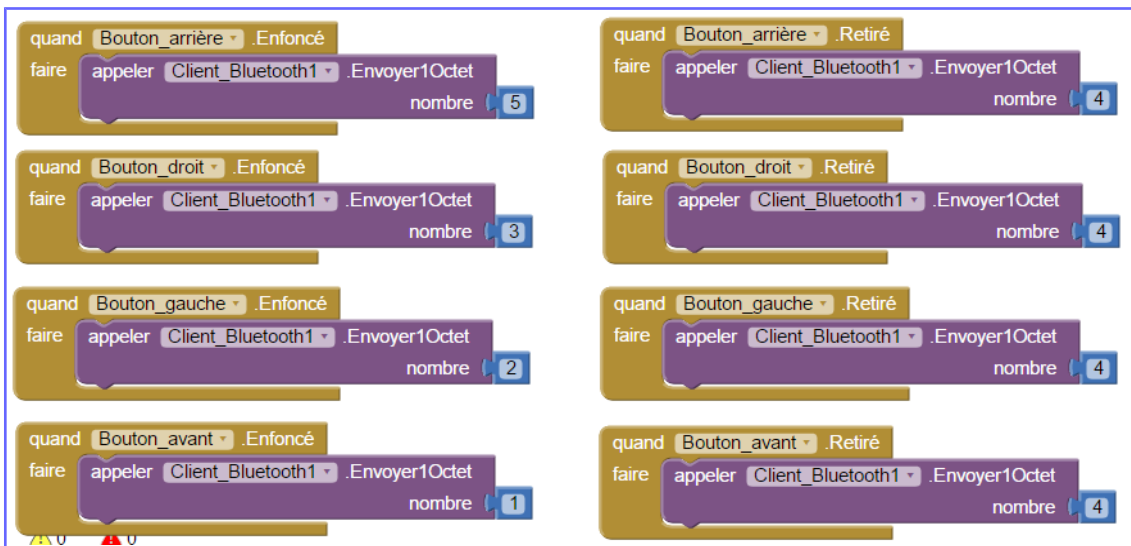 quand Bouton_arrière .Enfoncé
faire appeler Client_Bluetooth1 .Envoyer1Octet
nombre 5
quand Bouton_arrière .Retiré
faire appeler Client_Bluetooth1 .Envoyer1Octet
nombre 4
quand Bouton_droit .Enfoncé
faire appeler Client_Bluetooth1 .Envoyer1Octet
nombre 3
quand Bouton_droit .Retiré
faire appeler Client_Bluetooth1 .Envoyer1Octet
nombre 4
quand Bouton_gauche .Enfoncé
faire appeler Client_Bluetooth1 .Envoyer1Octet
nombre 2
quand Bouton_gauche .Retiré
faire appeler Client_Bluetooth1 .Envoyer1Octet
nombre 4
quand Bouton_avant .Enfoncé
faire appeler Client_Bluetooth1 .Envoyer1Octet
nombre 1
quand Bouton_avant .Retiré
faire appeler Client_Bluetooth1 .Envoyer1Octet
nombre 4
0 0